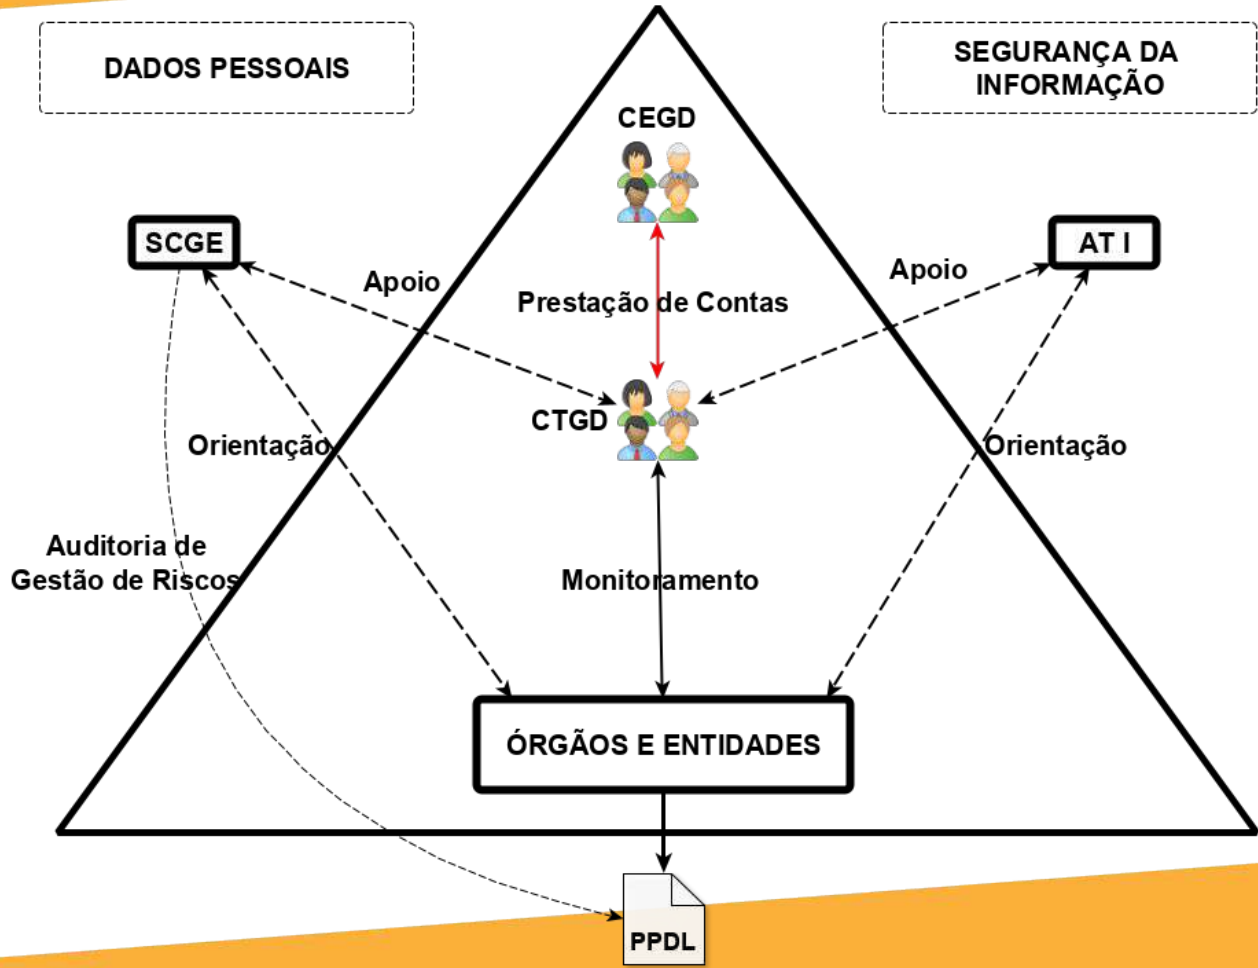 DADOS PESSOAIS
SEGURANÇA DA
INFORMAÇÃO
CEGD
SCGE
AT I
Apoio
Apoio
Prestação de Contas
CTGD
Orientação
Orientação
Auditoria de
Gestão de Riscos
Monitoramento
ÓRGÃOS E ENTIDADES
PPDL